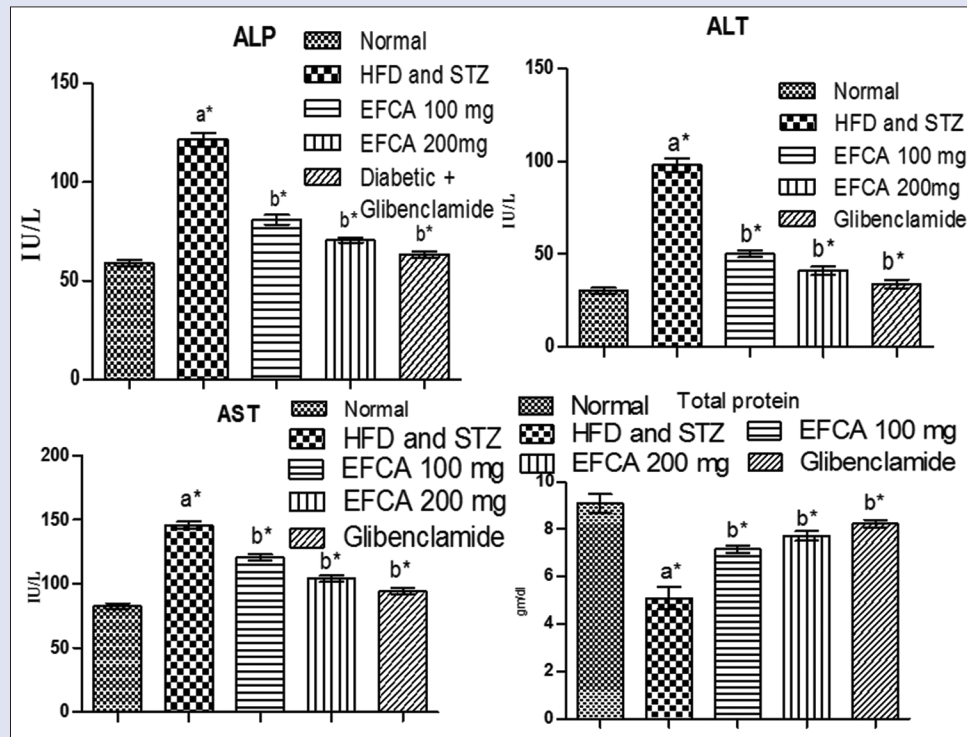 ALP
Normal
HFD and STZ
EFCA 100 mg
EFCA 200mg
Diabetic +
Glibenclamide
IU/L
150
100
50
0
a*
b*
b*
b*
ALT
Normal
HFD and STZ
EFCA 100 mg
EFCA 200mg
Glibenclamide
IU/L
150
100
50
0
a*
b*
b*
b*
AST
Normal
HFD and STZ
EFCA 100 mg
EFCA 200 mg
Glibenclamide
IU/L
200
150
100
50
0
a*
b*
b*
b*
Normal Total protein
HFD and STZ EFCA 100 mg
EFCA 200 mg Glibenclamide
gm/dl
10
8
6
4
2
0
a*
b*
b*
b*